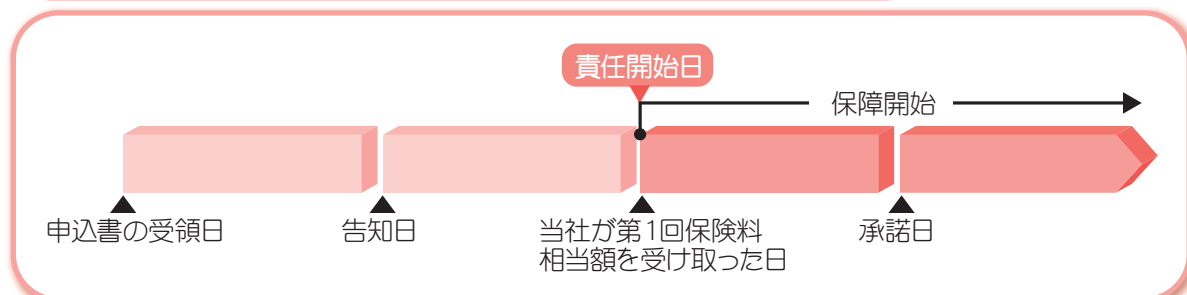 責任開始日
保障開始
申込書の受領日
告知日
当社が第1回保険料
相当額を受け取った日
承諾日